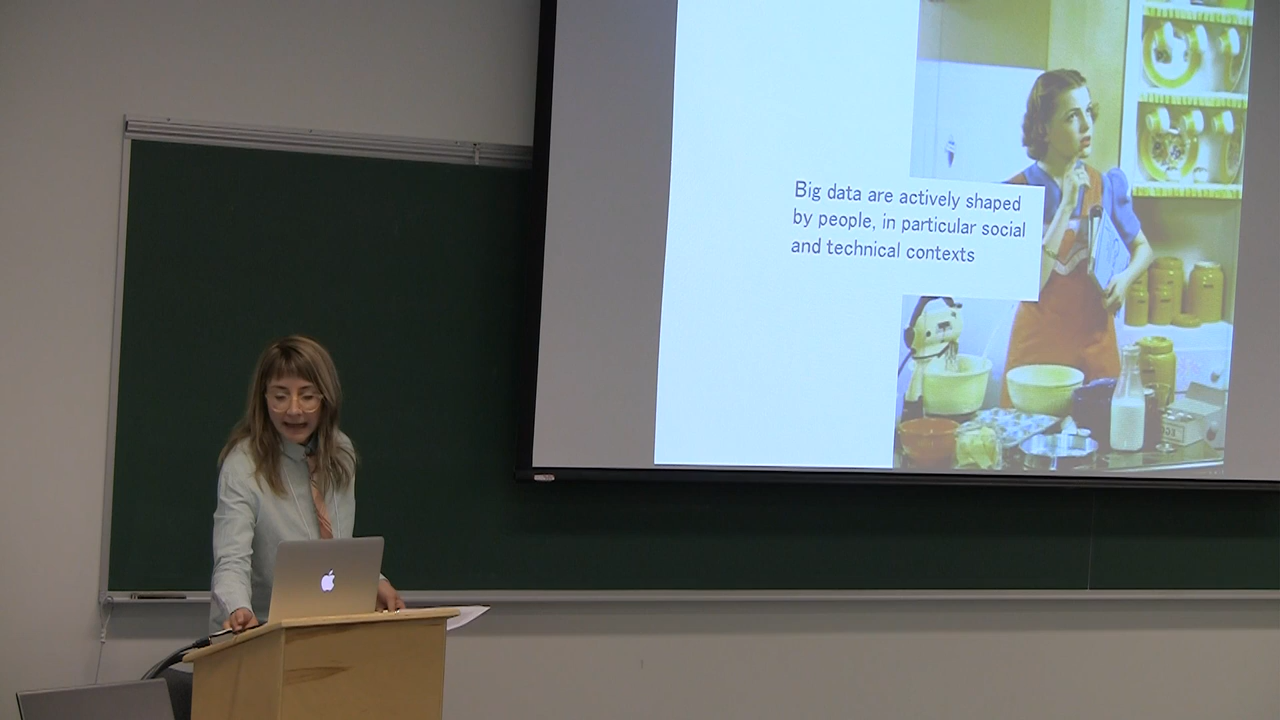 Big data are actively shaped
by people, in particular social
and technical contexts